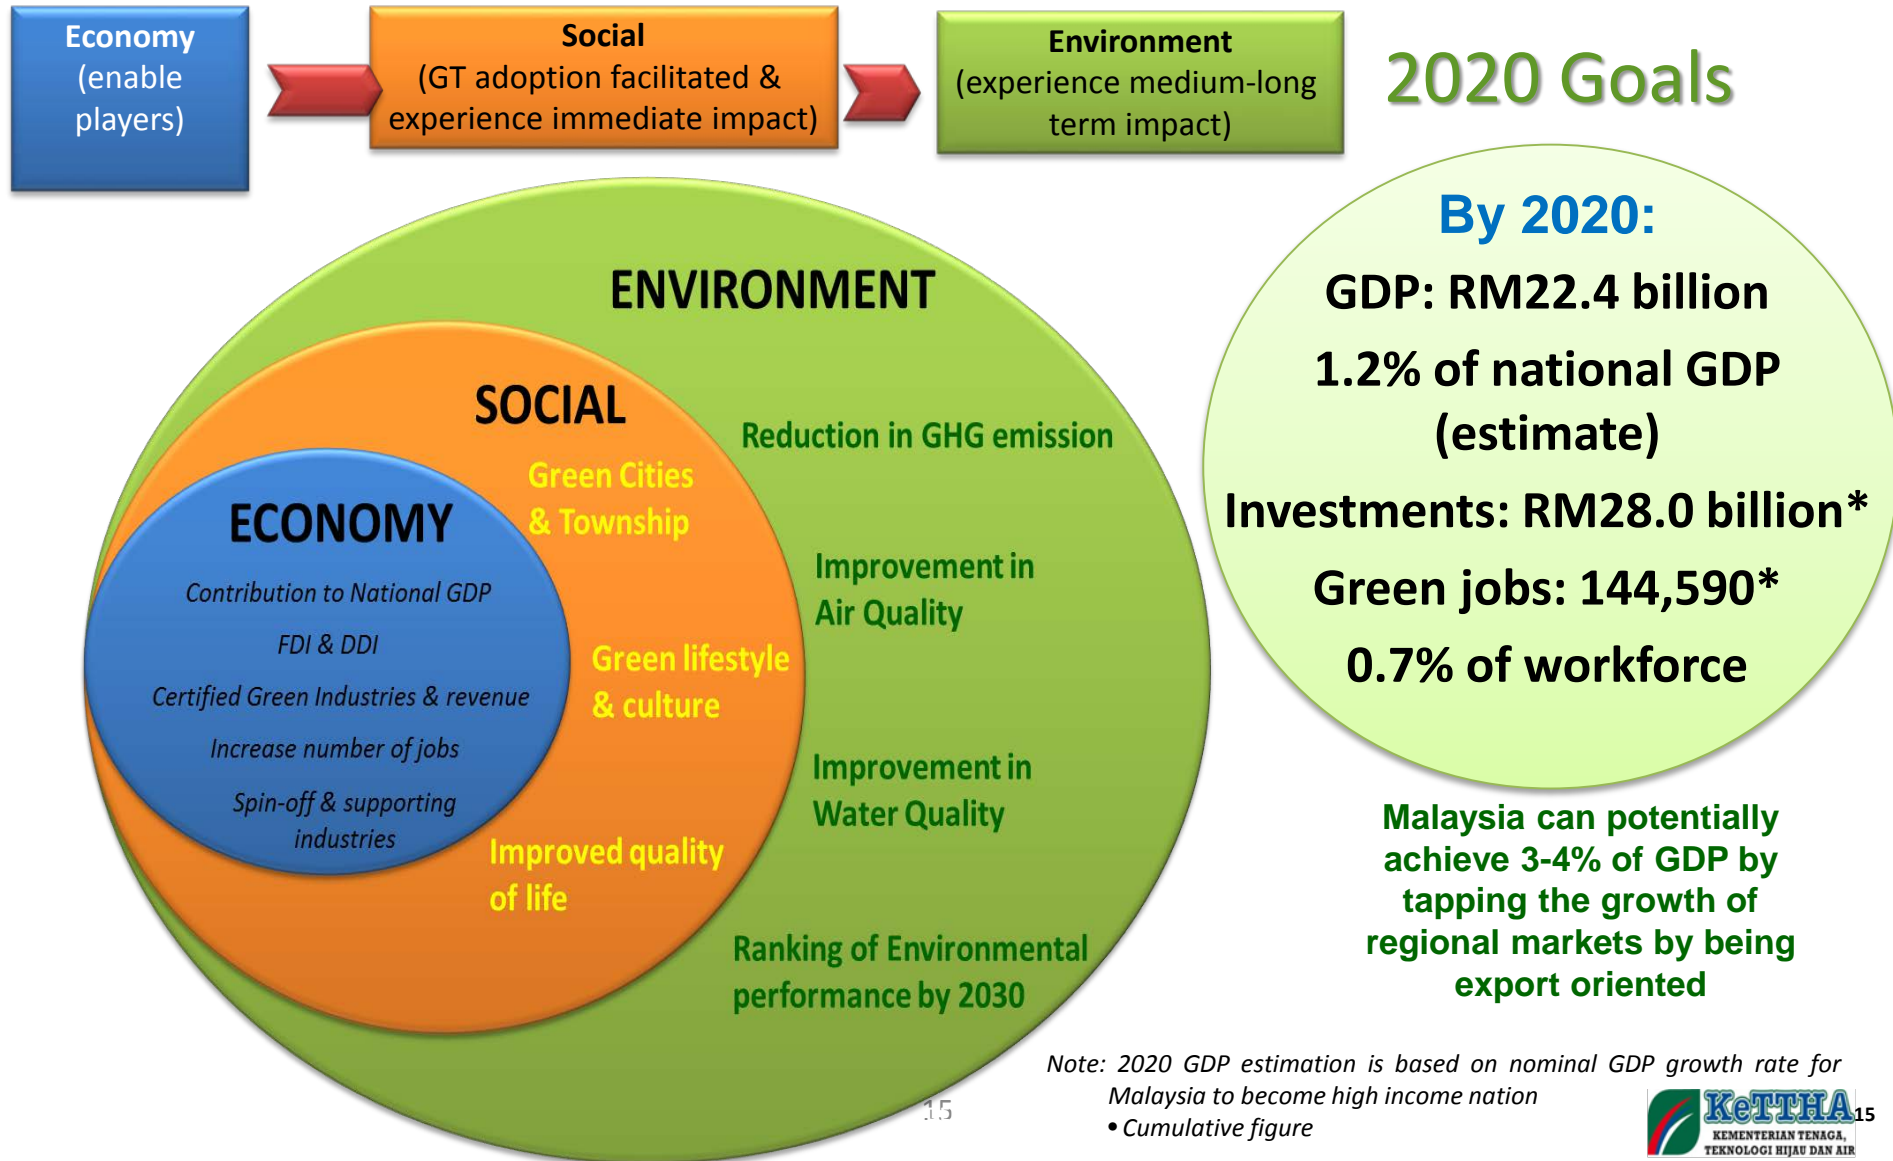 Economy
(enable
players)
Social
(GT adoption facilitated &
experience immediate impact)
Environment
(experience medium-long
term impact)
2020 Goals
ENVIRONMENT
Reduction in GHG emission
Improvement in
Air Quality
Improvement in
Water Quality
Ranking of Environmental
performance by 2030
SOCIAL
Green Cities
& Township
Green lifestyle
& culture
Improved quality
of life
ECONOMY
Contribution to National GDP
FDI & DDI
Certified Green Industries & revenue
Increase number of jobs
Spin-off & supporting
industries
By 2020:
GDP: RM22.4 billion
1.2% of national GDP
(estimate)
Investments: RM28.0 billion*
Green jobs: 144,590*
0.7% of workforce
Malaysia can potentially
achieve 3-4% of GDP by
tapping the growth of
regional markets by being
export oriented
Note: 2020 GDP estimation is based on nominal GDP growth rate for
Malaysia to become high income nation
• Cumulative figure
15
KeTTHA
KEMENTERIAN TENAGA,
TEKNOLOGI HIJAU DAN AIR
15